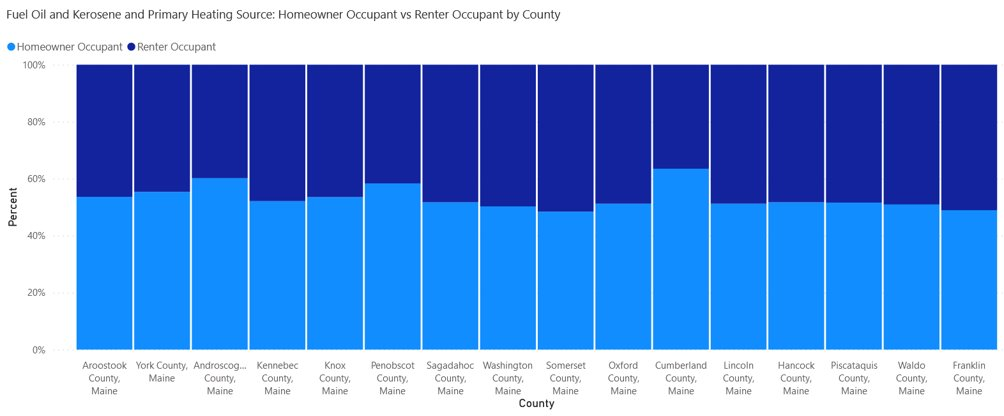 Fuel Oil and Kerosene and Primary Heating Source: Homeowner Occupant vs Renter Occupant by County
Homeowner Occupant Renter Occupant
100%
80%
60%
40%
20%
0%
Percent
Aroostook County, Maine
York County, Maine
Androscog... County, Maine
Kennebec County, Maine
Knox County, Maine
Penobscot County, Maine
Sagadahoc County, Maine
Washington County, Maine
Somerset County, Maine
Oxford County, Maine
Cumberland County, Maine
Lincoln County, Maine
Hancock County, Maine
Piscataquis County, Maine
Waldo County, Maine
Franklin County, Maine
County